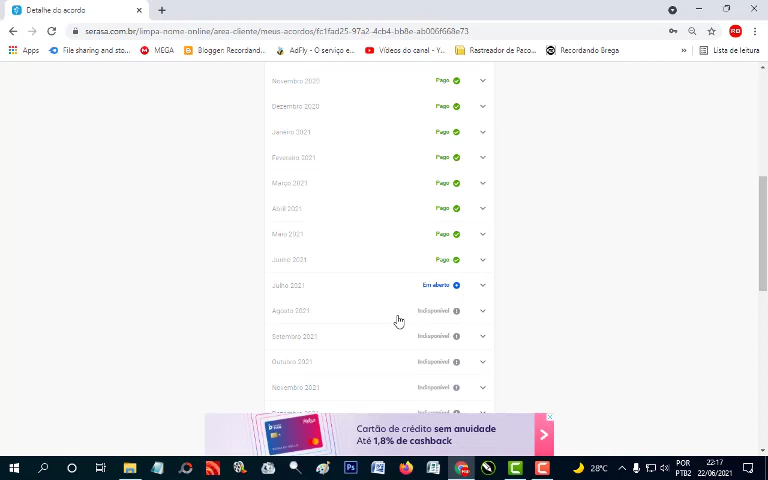 Detalhe do acordo
serasa.com.br/limpa-nome-online/area-cliente/meus-acordos/fc1fad25-97a2-4cb4-bb8e-ab006f668e73
RD
Apps
File sharing and sto...
MEGA
Blogger: Recordand...
AdFly - O serviço e...
Vídeos do canal - Y...
Rastreador de Paco...
Recordando Brega
»
Lista de leitura
Novembro 2020 Pago
Dezembro 2020 Pago
Janeiro 2021 Pago
Fevereiro 2021 Pago
Março 2021 Pago
Abril 2021 Pago
Maio 2021 Pago
Junho 2021 Pago
Julho 2021 Em aberto
Agosto 2021 Indisponível
Setembro 2021 Indisponível
Outubro 2021 Indisponível
Novembro 2021 Indisponível
Dezembro 2021 Indisponível
Cartão de crédito sem anuidade
Até 1,8% de cashback
28°C
POR
PTB2
22:17
22/06/2021